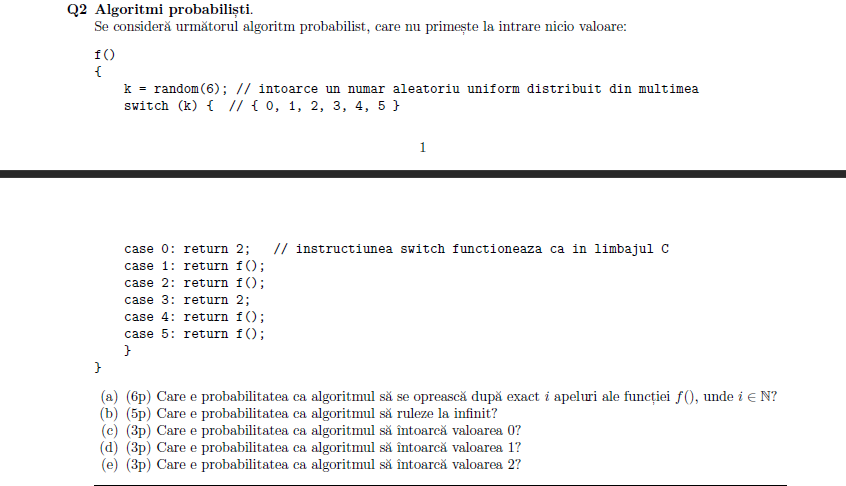 Q2 Algoritmi probabiliști.
Se consideră următorul algoritm probabilist, care nu primește la intrare nicio valoare:
f()
{
k = random(6); // intoarce un numar aleatoriu uniform distribuit din multimea
switch (k) { // { 0, 1, 2, 3, 4, 5 }
1
case 0: return 2; // instructiunea switch functioneaza ca in limbajul C
case 1: return f();
case 2: return f();
case 3: return 2;
case 4: return f();
case 5: return f();
}
}
(a) (6p) Care e probabilitatea ca algoritmul să se oprească după exact i apeluri ale funcției f(), unde i ∈ ℕ?
(b) (5p) Care e probabilitatea ca algoritmul să ruleze la infinit?
(c) (3p) Care e probabilitatea ca algoritmul să întoarcă valoarea 0?
(d) (3p) Care e probabilitatea ca algoritmul să întoarcă valoarea 1?
(e) (3p) Care e probabilitatea ca algoritmul să întoarcă valoarea 2?